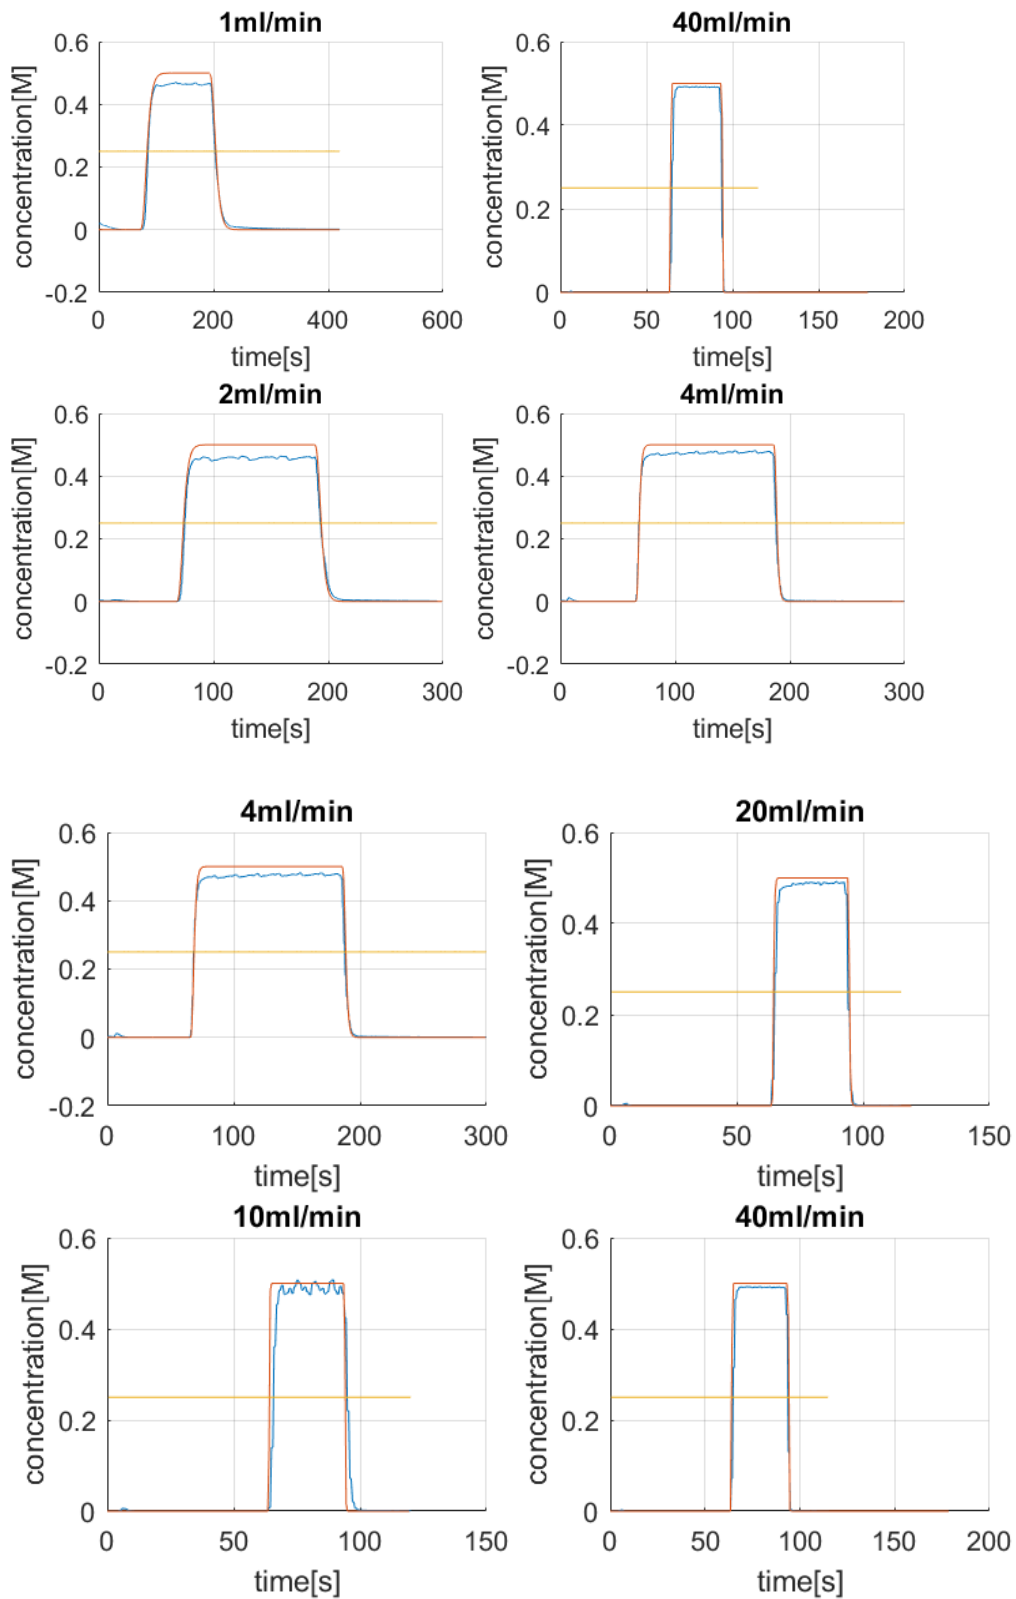 1ml/min
40ml/min
concentration[M]
0.6
0.4
0.2
0
-0.2
0 200 400 600
time[s]
concentration[M]
0.6
0.4
0.2
0
0 50 100 150 200
time[s]
2ml/min
4ml/min
concentration[M]
0.6
0.4
0.2
0
-0.2
0 100 200 300
time[s]
concentration[M]
0.6
0.4
0.2
0
-0.2
0 100 200 300
time[s]
4ml/min
20ml/min
concentration[M]
0.6
0.4
0.2
0
-0.2
0 100 200 300
time[s]
concentration[M]
0.6
0.4
0.2
0
0 50 100 150
time[s]
10ml/min
40ml/min
concentration[M]
0.6
0.4
0.2
0
0 50 100 150
time[s]
concentration[M]
0.6
0.4
0.2
0
0 50 100 150 200
time[s]